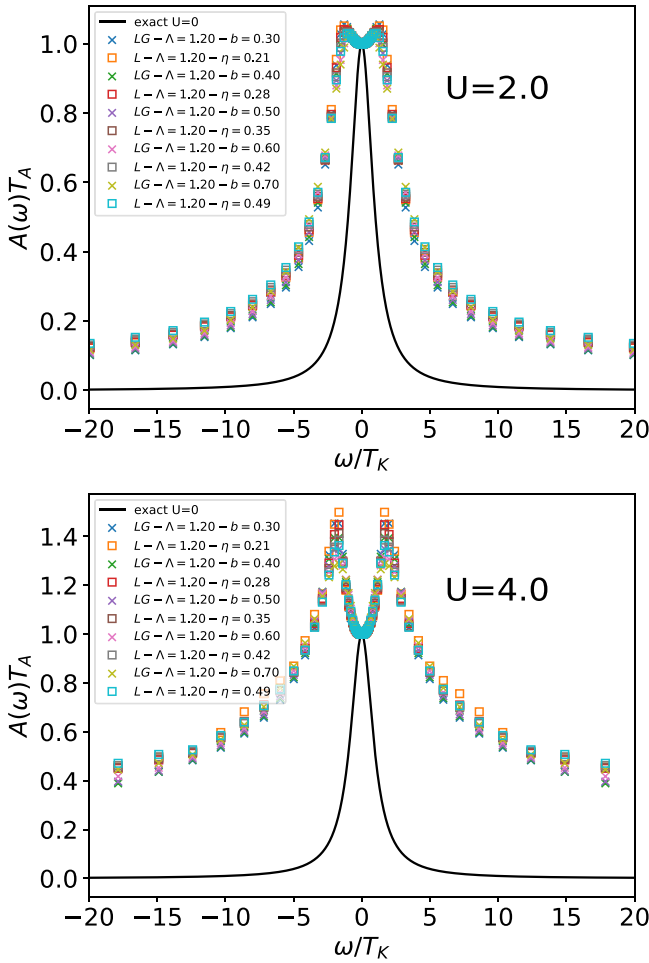 exact U=0
LG − Λ = 1.20 − b = 0.30
L − Λ = 1.20 − η = 0.21
LG − Λ = 1.20 − b = 0.40
L − Λ = 1.20 − η = 0.28
LG − Λ = 1.20 − b = 0.50
L − Λ = 1.20 − η = 0.35
LG − Λ = 1.20 − b = 0.60
L − Λ = 1.20 − η = 0.42
LG − Λ = 1.20 − b = 0.70
L − Λ = 1.20 − η = 0.49
U=2.0
A(ω)T_A
1.0
0.8
0.6
0.4
0.2
0.0
−20 −15 −10 −5 0 5 10 15 20
ω/T_K
exact U=0
LG − Λ = 1.20 − b = 0.30
L − Λ = 1.20 − η = 0.21
LG − Λ = 1.20 − b = 0.40
L − Λ = 1.20 − η = 0.28
LG − Λ = 1.20 − b = 0.50
L − Λ = 1.20 − η = 0.35
LG − Λ = 1.20 − b = 0.60
L − Λ = 1.20 − η = 0.42
LG − Λ = 1.20 − b = 0.70
L − Λ = 1.20 − η = 0.49
U=4.0
A(ω)T_A
1.4
1.2
1.0
0.8
0.6
0.4
0.2
0.0
−20 −15 −10 −5 0 5 10 15 20
ω/T_K